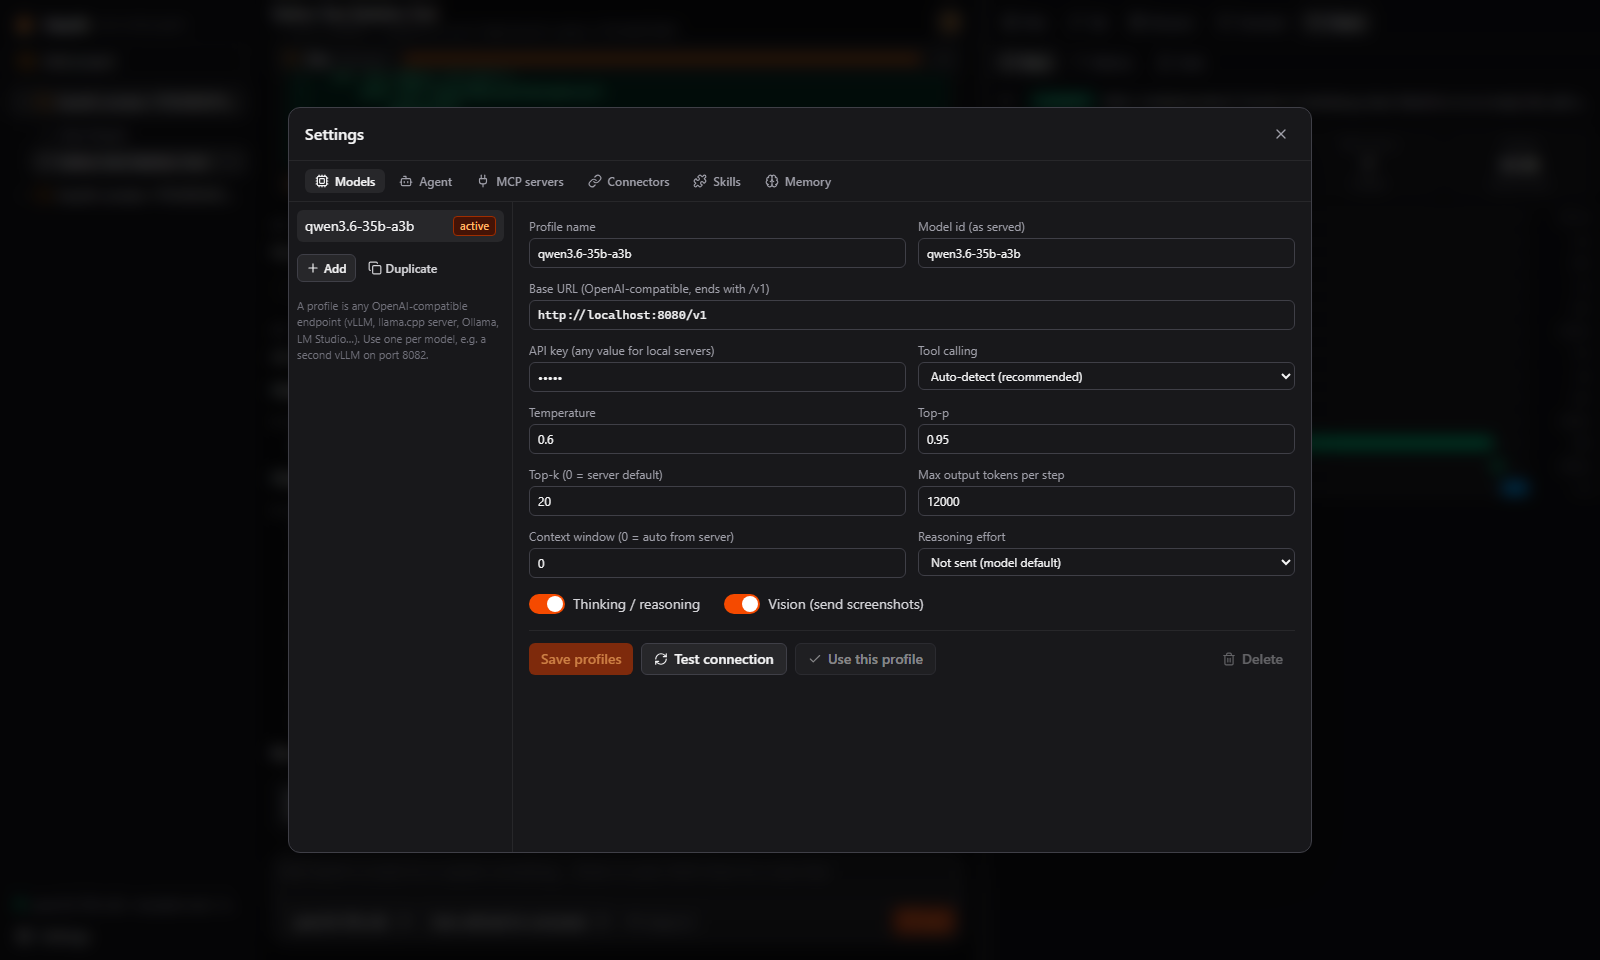 Settings
Models
Agent
MCP servers
Connectors
Skills
Memory
qwen3.6-35b-a3b
active
Add
Duplicate
A profile is any OpenAI-compatible
endpoint (vLLM, llama.cpp server, Ollama,
LM Studio...). Use one per model, e.g. a
second vLLM on port 8082.
Profile name
qwen3.6-35b-a3b
Model id (as served)
qwen3.6-35b-a3b
Base URL (OpenAI-compatible, ends with /v1)
http://localhost:8080/v1
API key (any value for local servers)
•••••
Tool calling
Auto-detect (recommended)
Temperature
0.6
Top-p
0.95
Top-k (0 = server default)
20
Max output tokens per step
12000
Context window (0 = auto from server)
0
Reasoning effort
Not sent (model default)
Thinking / reasoning
Vision (send screenshots)
Save profiles
Test connection
Use this profile
Delete